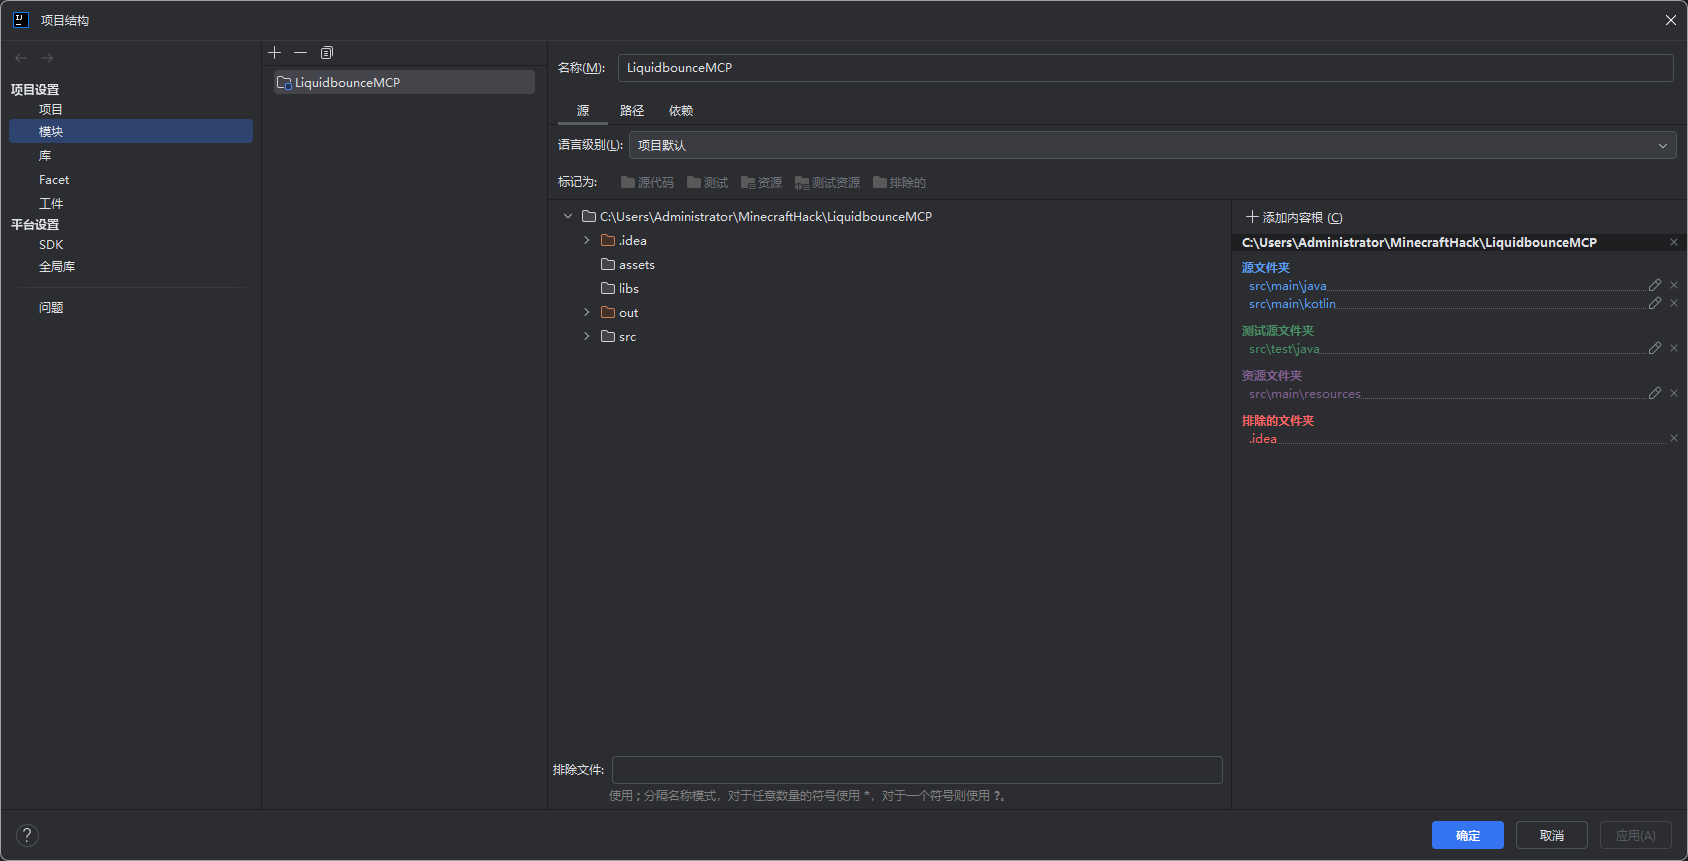 项目结构
项目设置
项目
模块
库
Facet
工件
平台设置
SDK
全局库
问题
LiquidbounceMCP
名称(M): LiquidbounceMCP
源 路径 依赖
语言级别(L): 项目默认
标记为: 源代码 测试 资源 测试资源 排除的
C:\Users\Administrator\MinecraftHack\LiquidbounceMCP
.idea
assets
libs
out
src
排除文件:
使用 ; 分隔名称模式，对于任意数量的符号使用 *，对于一个符号则使用 ?。
添加内容根 (C)
C:\Users\Administrator\MinecraftHack\LiquidbounceMCP
源文件夹
src\main\java
src\main\kotlin
测试源文件夹
src\test\java
资源文件夹
src\main\resources
排除的文件夹
.idea
?
确定 取消 应用(A)